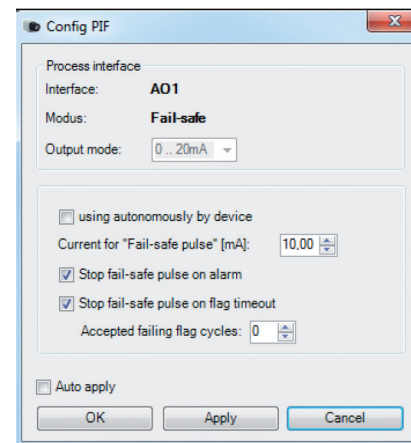 Config PIF
Process interface
Interface: AO1
Modus: Fail-safe
Output mode: 0 .. 20mA
using autonomously by device
Current for "Fail-safe pulse" [mA]: 10,00
Stop fail-safe pulse on alarm
Stop fail-safe pulse on flag timeout
Accepted failing flag cycles: 0
Auto apply
OK Apply Cancel